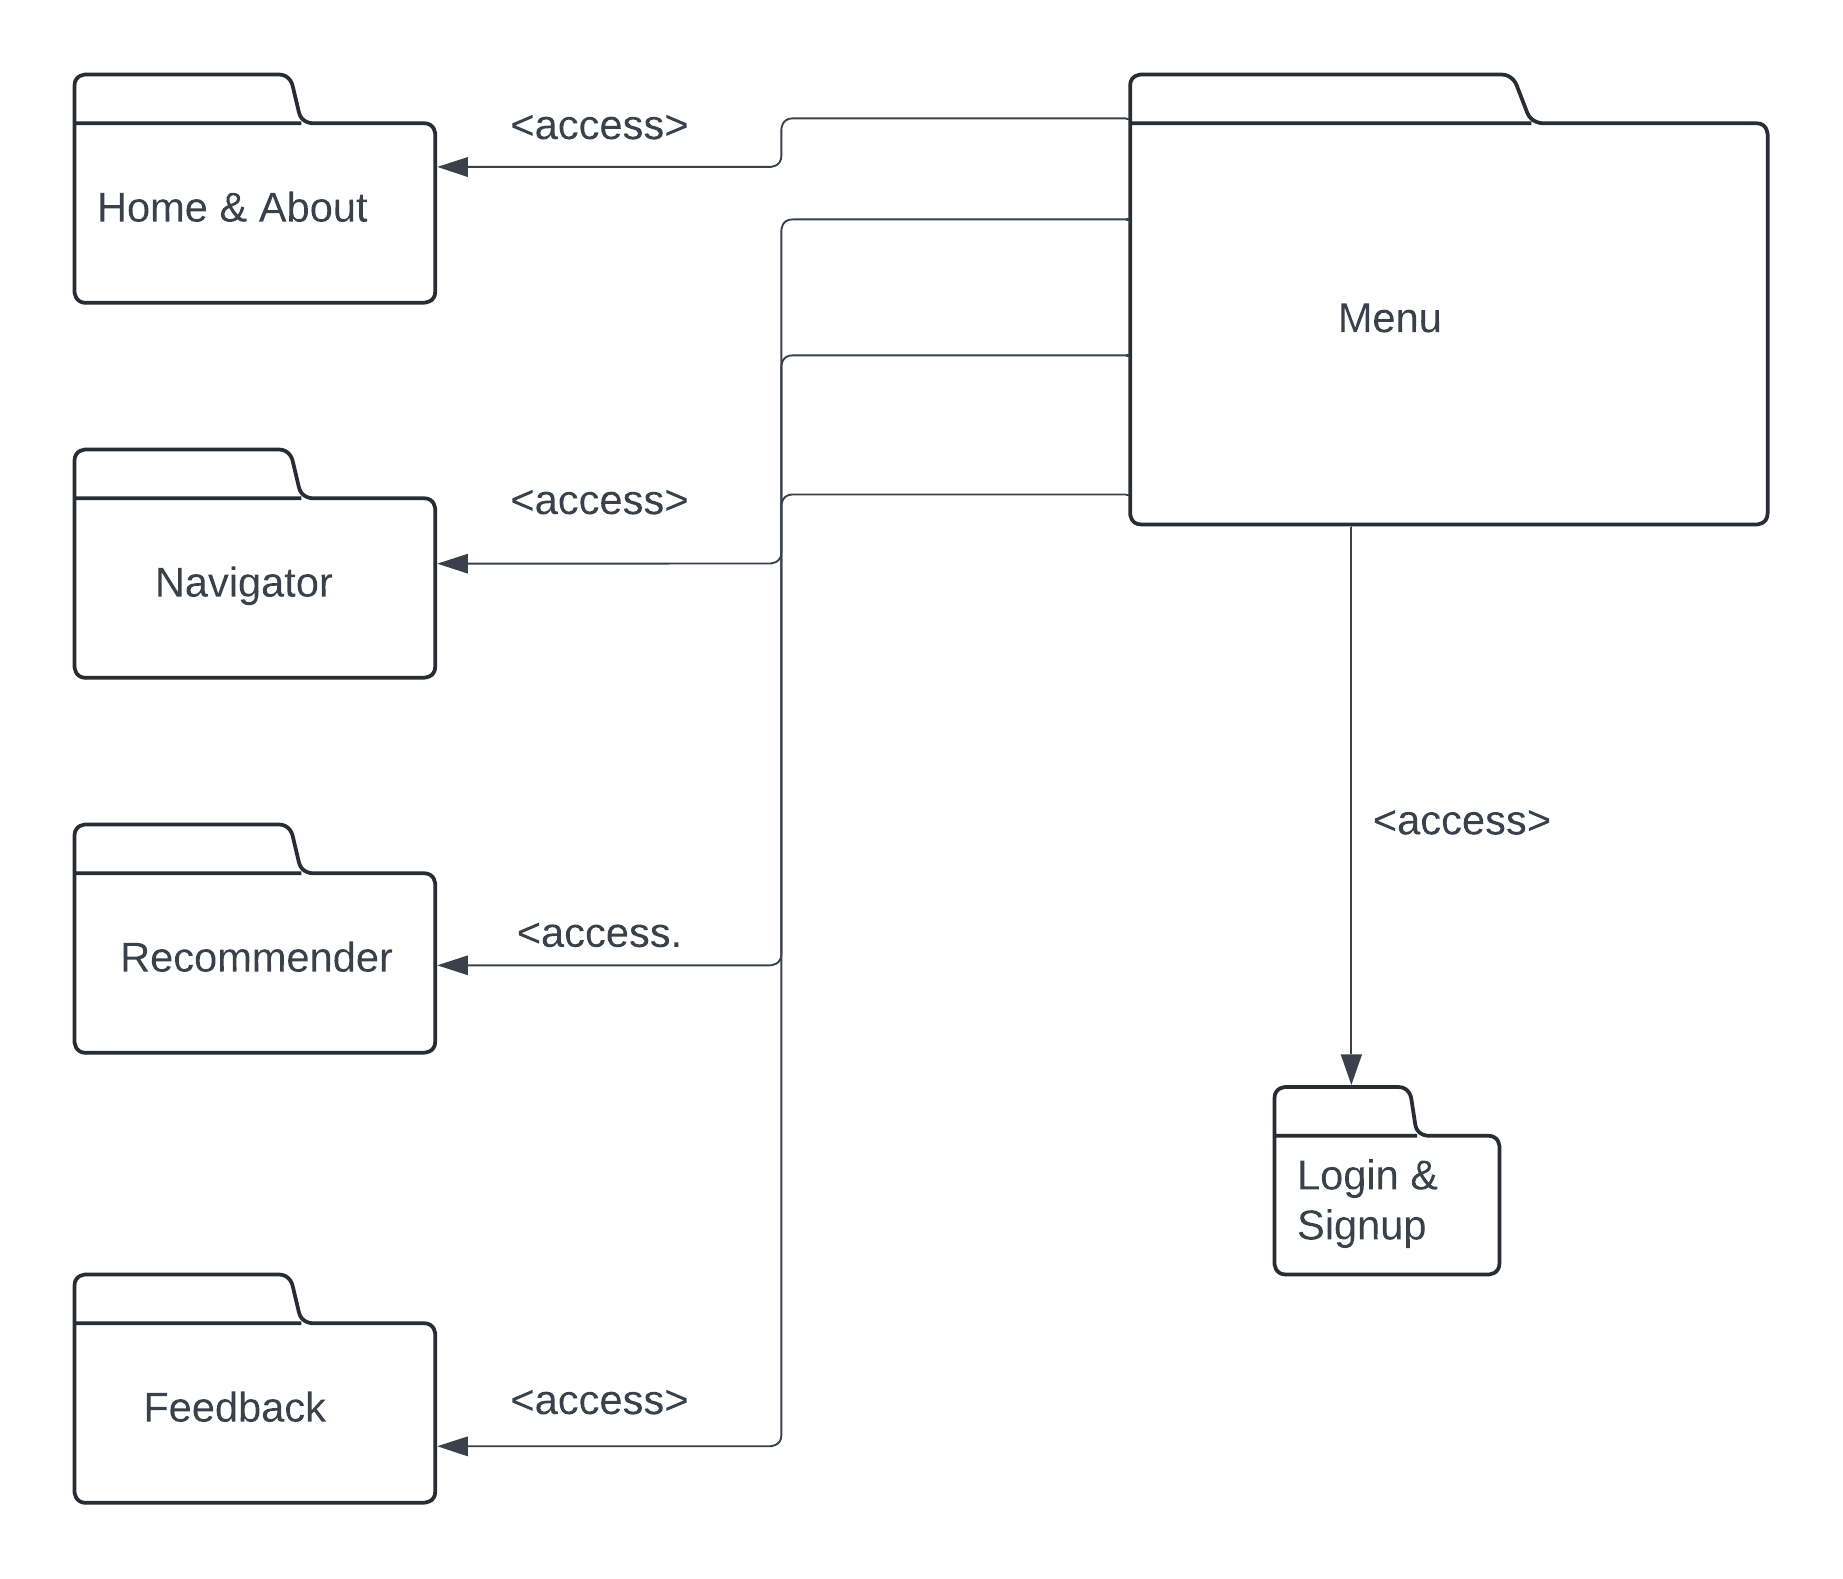 <access>
Home & About
Menu
<access>
Navigator
<access>
<access.
Recommender
Login &
Signup
<access>
Feedback